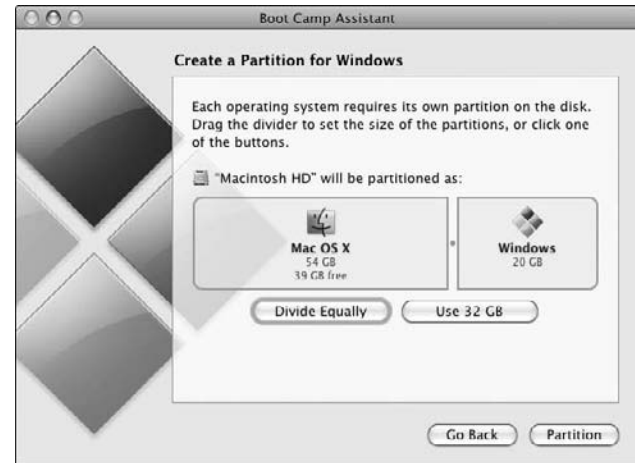 Boot Camp Assistant
Create a Partition for Windows
Each operating system requires its own partition on the disk.
Drag the divider to set the size of the partitions, or click one
of the buttons.
"Macintosh HD" will be partitioned as:
Mac OS X
54 GB
39 GB free
Windows
20 GB
Divide Equally
Use 32 GB
Go Back
Partition